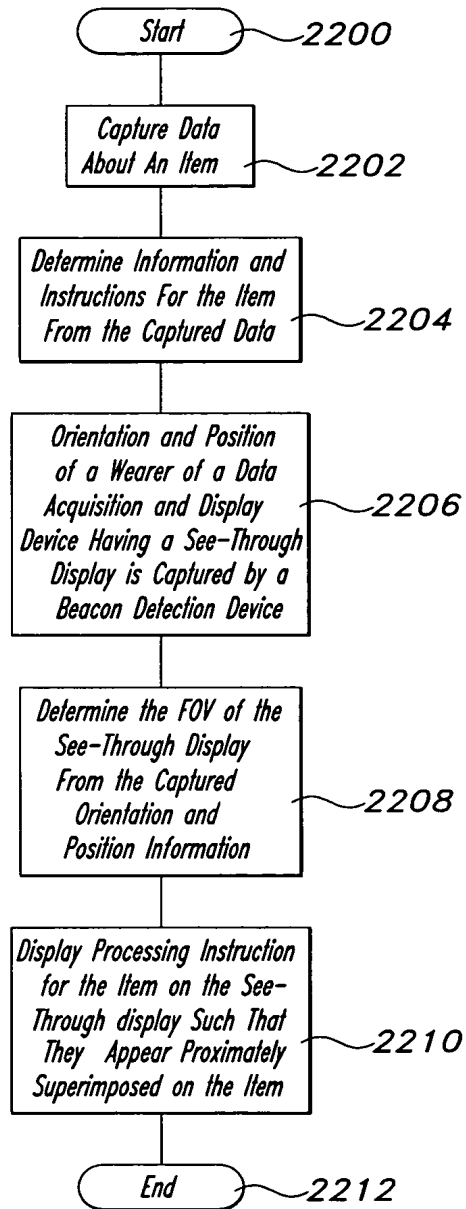 Start
2200
Capture Data
About An Item
2202
Determine Information and
Instructions For the Item
From the Captured Data
2204
Orientation and Position
of a Wearer of a Data
Acquisition and Display
Device Having a See-Through
Display is Captured by a
Beacon Detection Device
2206
Determine the FOV of the
See-Through Display
From the Captured
Orientation and
Position Information
2208
Display Processing Instruction
for the Item on the See-
Through display Such That
They Appear Proximately
Superimposed on the Item
2210
End
2212